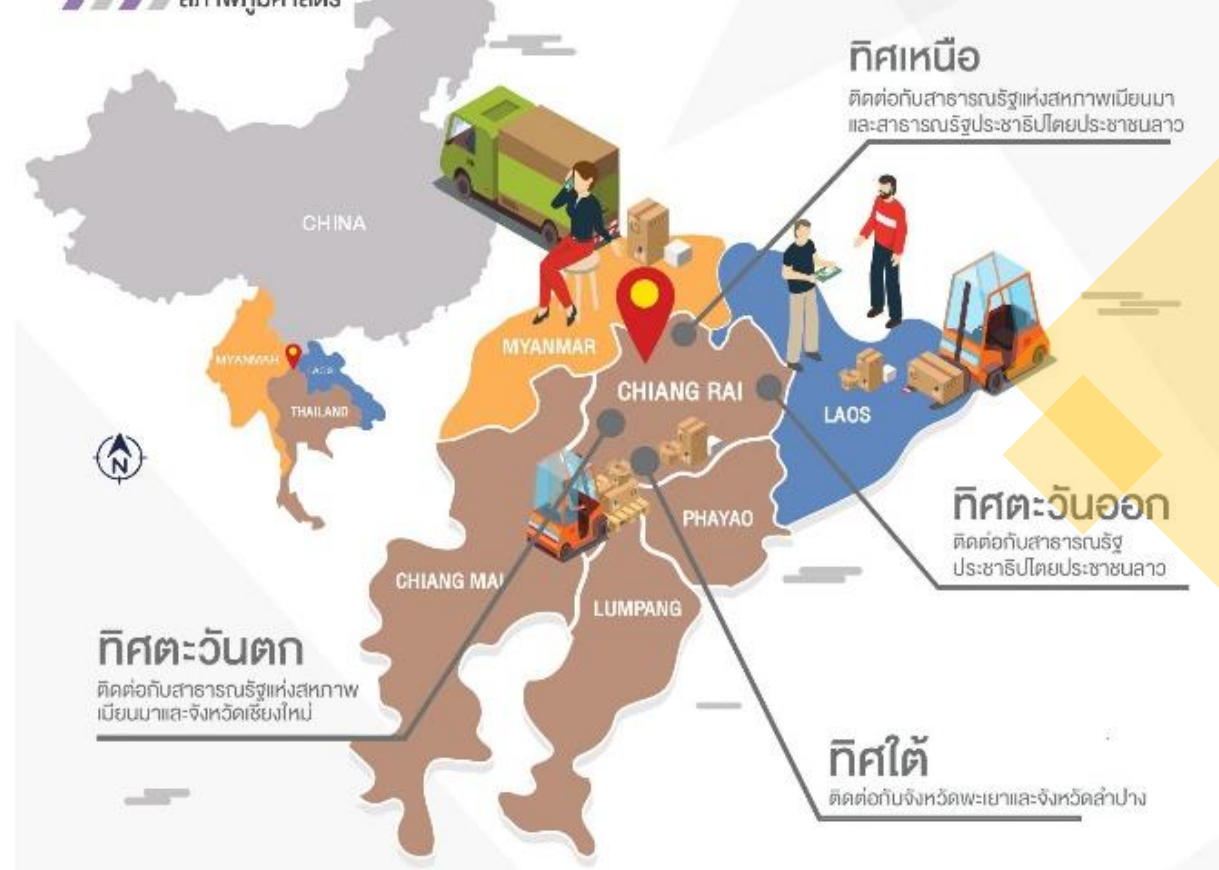 สภาพภูมิศาสตร์
ทิศเหนือ
ติดต่อกับสาธารณรัฐแห่งสหภาพเมียนมา
และสาธารณรัฐประชาธิปไตยประชาชนลาว
CHINA
MYANMAR
LAOS
THAILAND
N
MYANMAR
CHIANG RAI
LAOS
PHAYAO
CHIANG MAI
LUMPANG
ทิศตะวันออก
ติดต่อกับสาธารณรัฐ
ประชาธิปไตยประชาชนลาว
ทิศตะวันตก
ติดต่อกับสาธารณรัฐแห่งสหภาพ
เมียนมาและจังหวัดเชียงใหม่
ทิศใต้
ติดต่อกับจังหวัดพะเยาและจังหวัดลำปาง